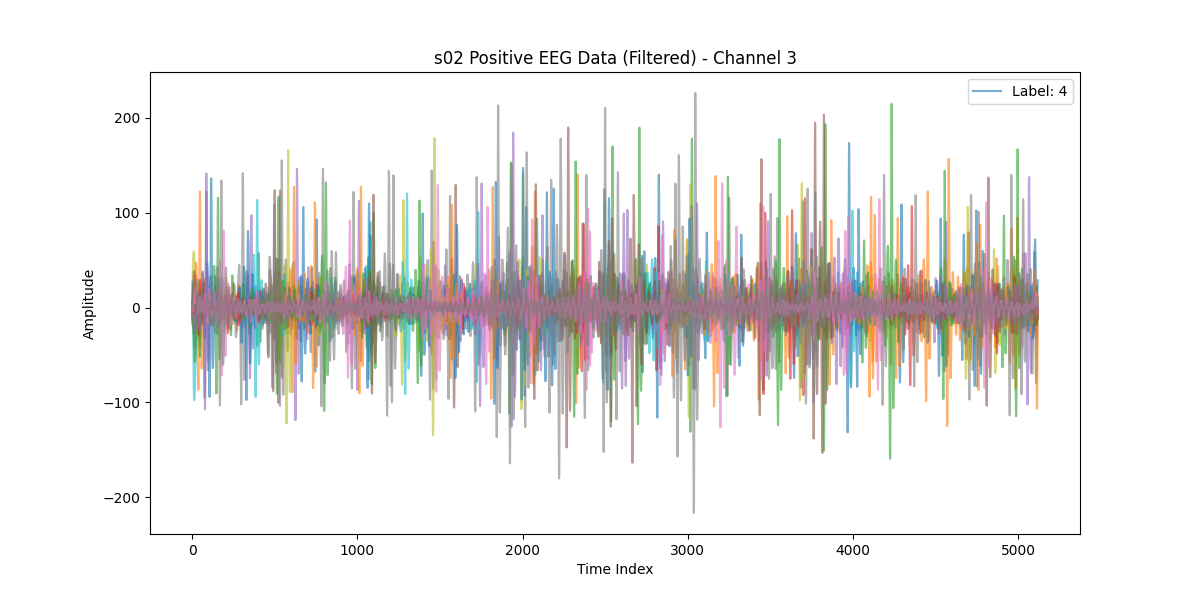 s02 Positive EEG Data (Filtered) - Channel 3
Label: 4
200
100
0
−100
−200
Amplitude
0 1000 2000 3000 4000 5000
Time Index